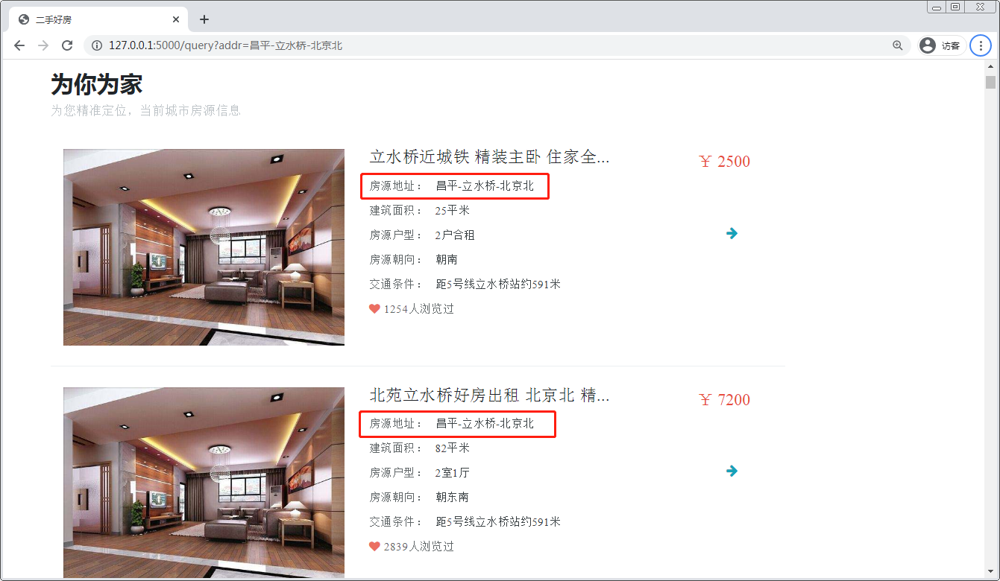 二手好房
127.0.0.1:5000/query?addr=昌平-立水桥-北京北
访客
为你为家
为您精准定位，当前城市房源信息
立水桥近城铁 精装主卧 住家全...
¥ 2500
房源地址： 昌平-立水桥-北京北
建筑面积： 25平米
房源户型： 2户合租
房源朝向： 朝南
交通条件： 距5号线立水桥站约591米
1254人浏览过
北苑立水桥好房出租 北京北 精...
¥ 7200
房源地址： 昌平-立水桥-北京北
建筑面积： 82平米
房源户型： 2室1厅
房源朝向： 朝东南
交通条件： 距5号线立水桥站约591米
2839人浏览过